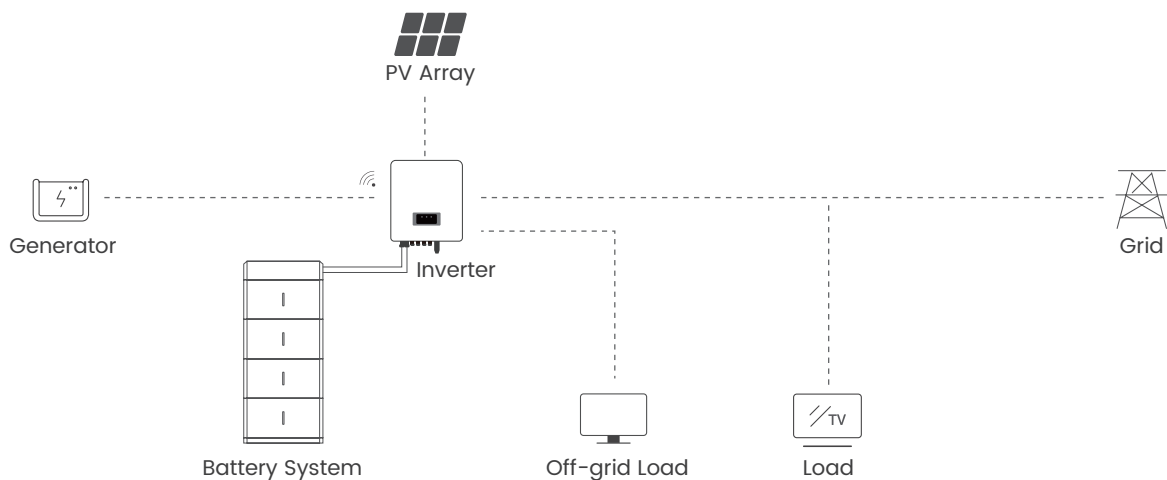 PV Array
Generator
Inverter
Grid
TV
Battery System
Off-grid Load
Load